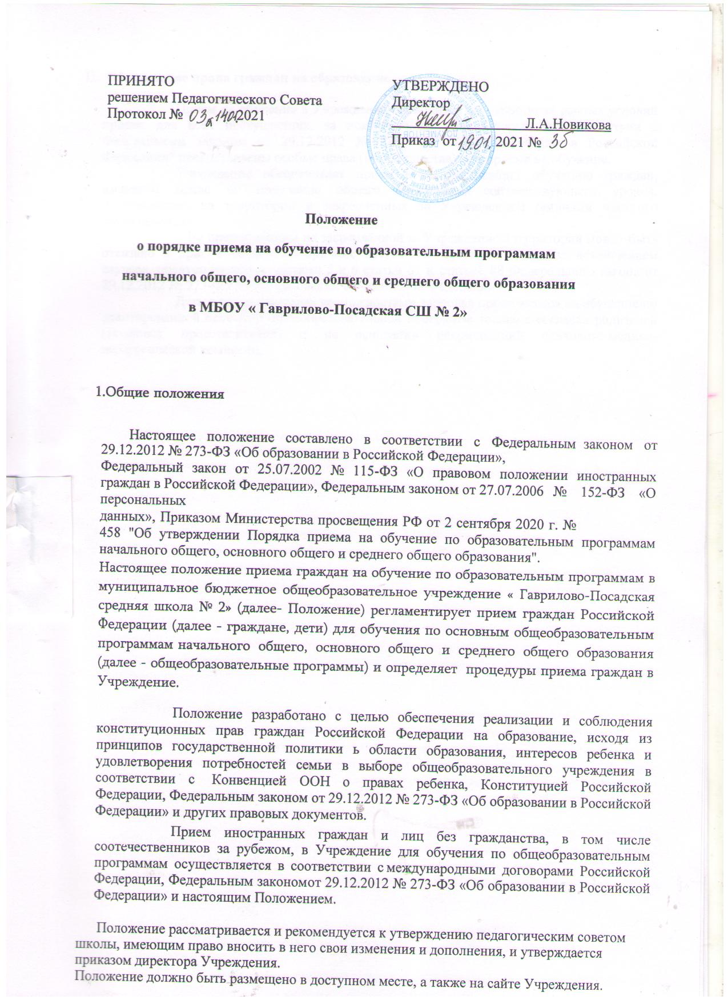 ПРИНЯТО
решением Педагогического Совета
Протокол № 03 2021
УТВЕРЖДЕНО
Директор
Л.А.Новикова
Приказ от 19.01. 2021 № 3б
Положение
о порядке приема на обучение по образовательным программам
начального общего, основного общего и среднего общего образования
в МБОУ « Гаврилово-Посадская СШ № 2»
1.Общие положения
Настоящее положение составлено в соответствии с Федеральным законом от
29.12.2012 № 273-ФЗ «Об образовании в Российской Федерации»,
Федеральный закон от 25.07.2002 № 115-ФЗ «О правовом положении иностранных
граждан в Российской Федерации», Федеральным законом от 27.07.2006 № 152-ФЗ «О
персональных
данных», Приказом Министерства просвещения РФ от 2 сентября 2020 г. №
458 "Об утверждении Порядка приема на обучение по образовательным программам
начального общего, основного общего и среднего общего образования".
Настоящее положение приема граждан на обучение по образовательным программам в
муниципальное бюджетное общеобразовательное учреждение « Гаврилово-Посадская
средняя школа № 2» (далее- Положение) регламентирует прием граждан Российской
Федерации (далее - граждане, дети) для обучения по основным общеобразовательным
программам начального общего, основного общего и среднего общего образования
(далее - общеобразовательные программы) и определяет процедуры приема граждан в
Учреждение.
Положение разработано с целью обеспечения реализации и соблюдения
конституционных прав граждан Российской Федерации на образование, исходя из
принципов государственной политики ь области образования, интересов ребенка и
удовлетворения потребностей семьи в выборе общеобразовательного учреждения в
соответствии с Конвенцией ООН о правах ребенка, Конституцией Российской
Федерации, Федеральным законом от 29.12.2012 № 273-ФЗ «Об образовании в Российской
Федерации» и других правовых документов.
Прием иностранных граждан и лиц без гражданства, в том числе
соотечественников за рубежом, в Учреждение для обучения по общеобразовательным
программам осуществляется в соответствии с международными договорами Российской
Федерации, Федеральным закономот 29.12.2012 № 273-ФЗ «Об образовании в Российской
Федерации» и настоящим Положением.
Положение рассматривается и рекомендуется к утверждению педагогическим советом
школы, имеющим право вносить в него свои изменения и дополнения, и утверждается
приказом директора Учреждения.
Положение должно быть размещено в доступном месте, а также на сайте Учреждения.